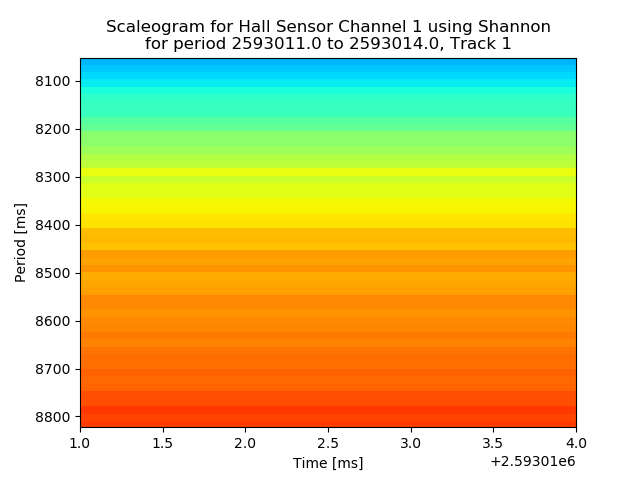 Scaleogram for Hall Sensor Channel 1 using Shannon
for period 2593011.0 to 2593014.0, Track 1
8100
8200
8300
8400
8500
8600
8700
8800
Period [ms]
1.0 1.5 2.0 2.5 3.0 3.5 4.0
Time [ms]
+2.59301e6